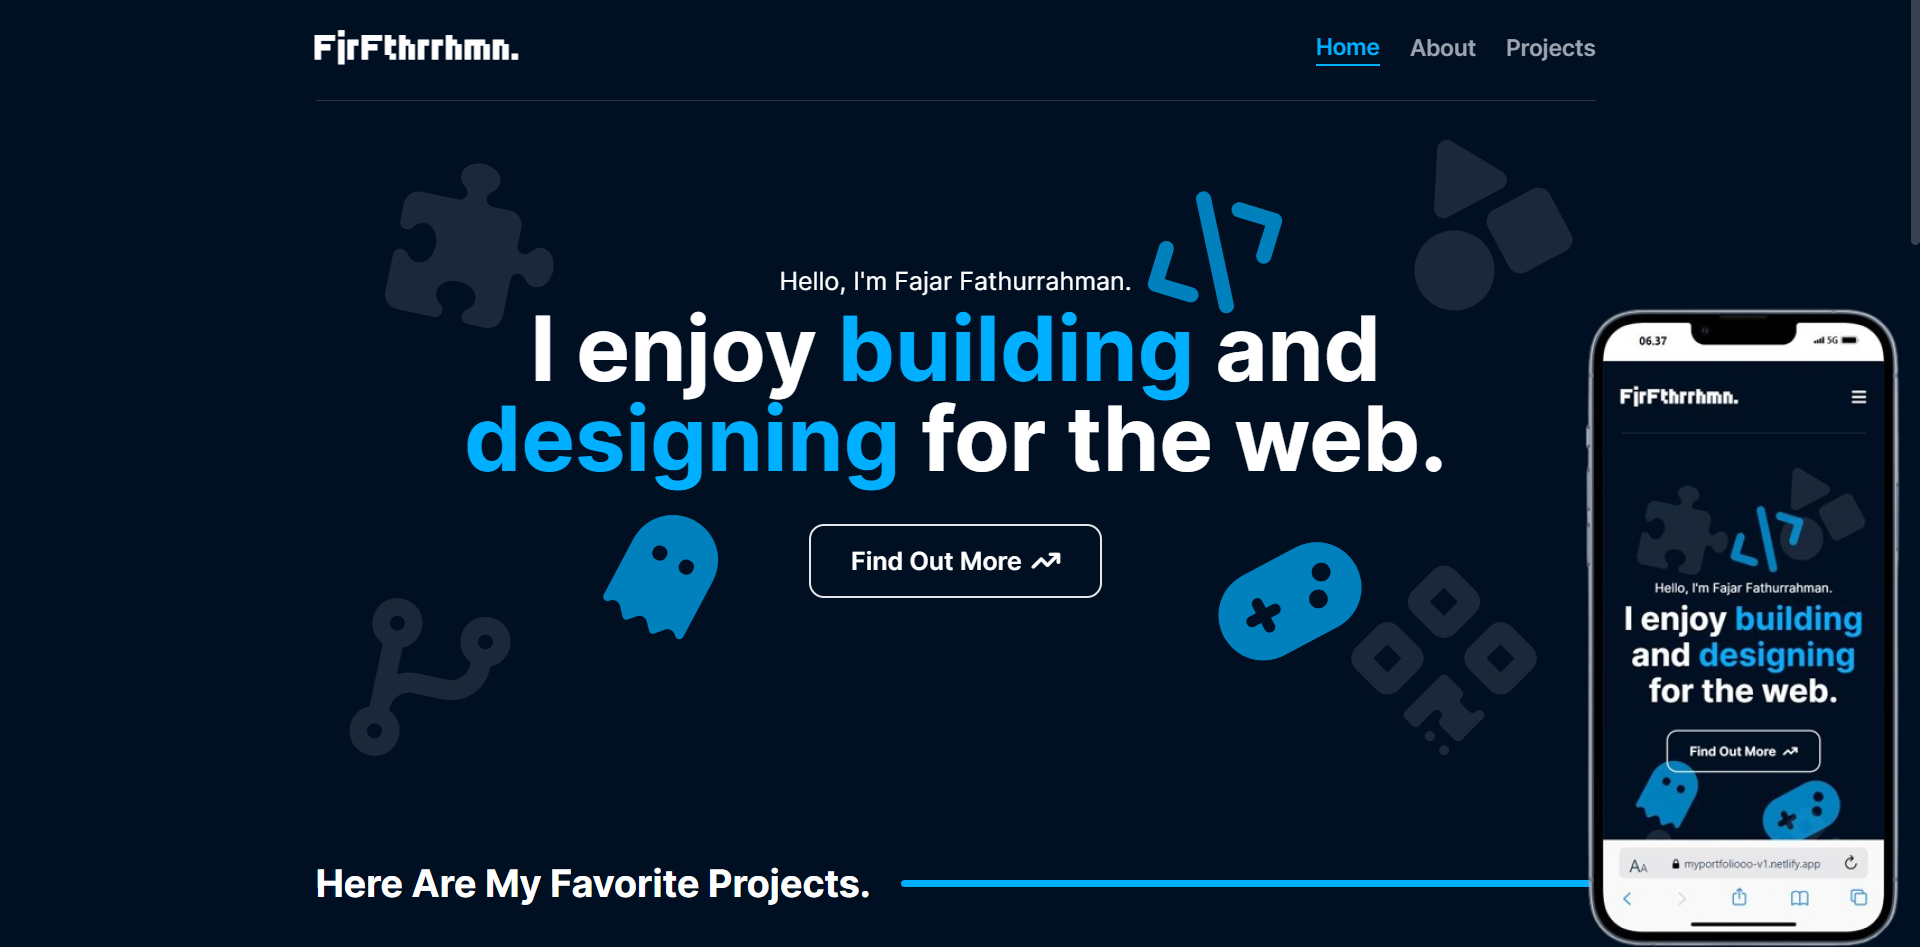 FjrFthrrhmn.
Home About Projects
Hello, I'm Fajar Fathurrahman.
I enjoy building and
designing for the web.
Find Out More
Here Are My Favorite Projects.
06.37 5G
FjrFthrrhmn.
Hello, I'm Fajar Fathurrahman.
I enjoy building
and designing
for the web.
Find Out More
AA myportfoliooo-v1.netlify.app